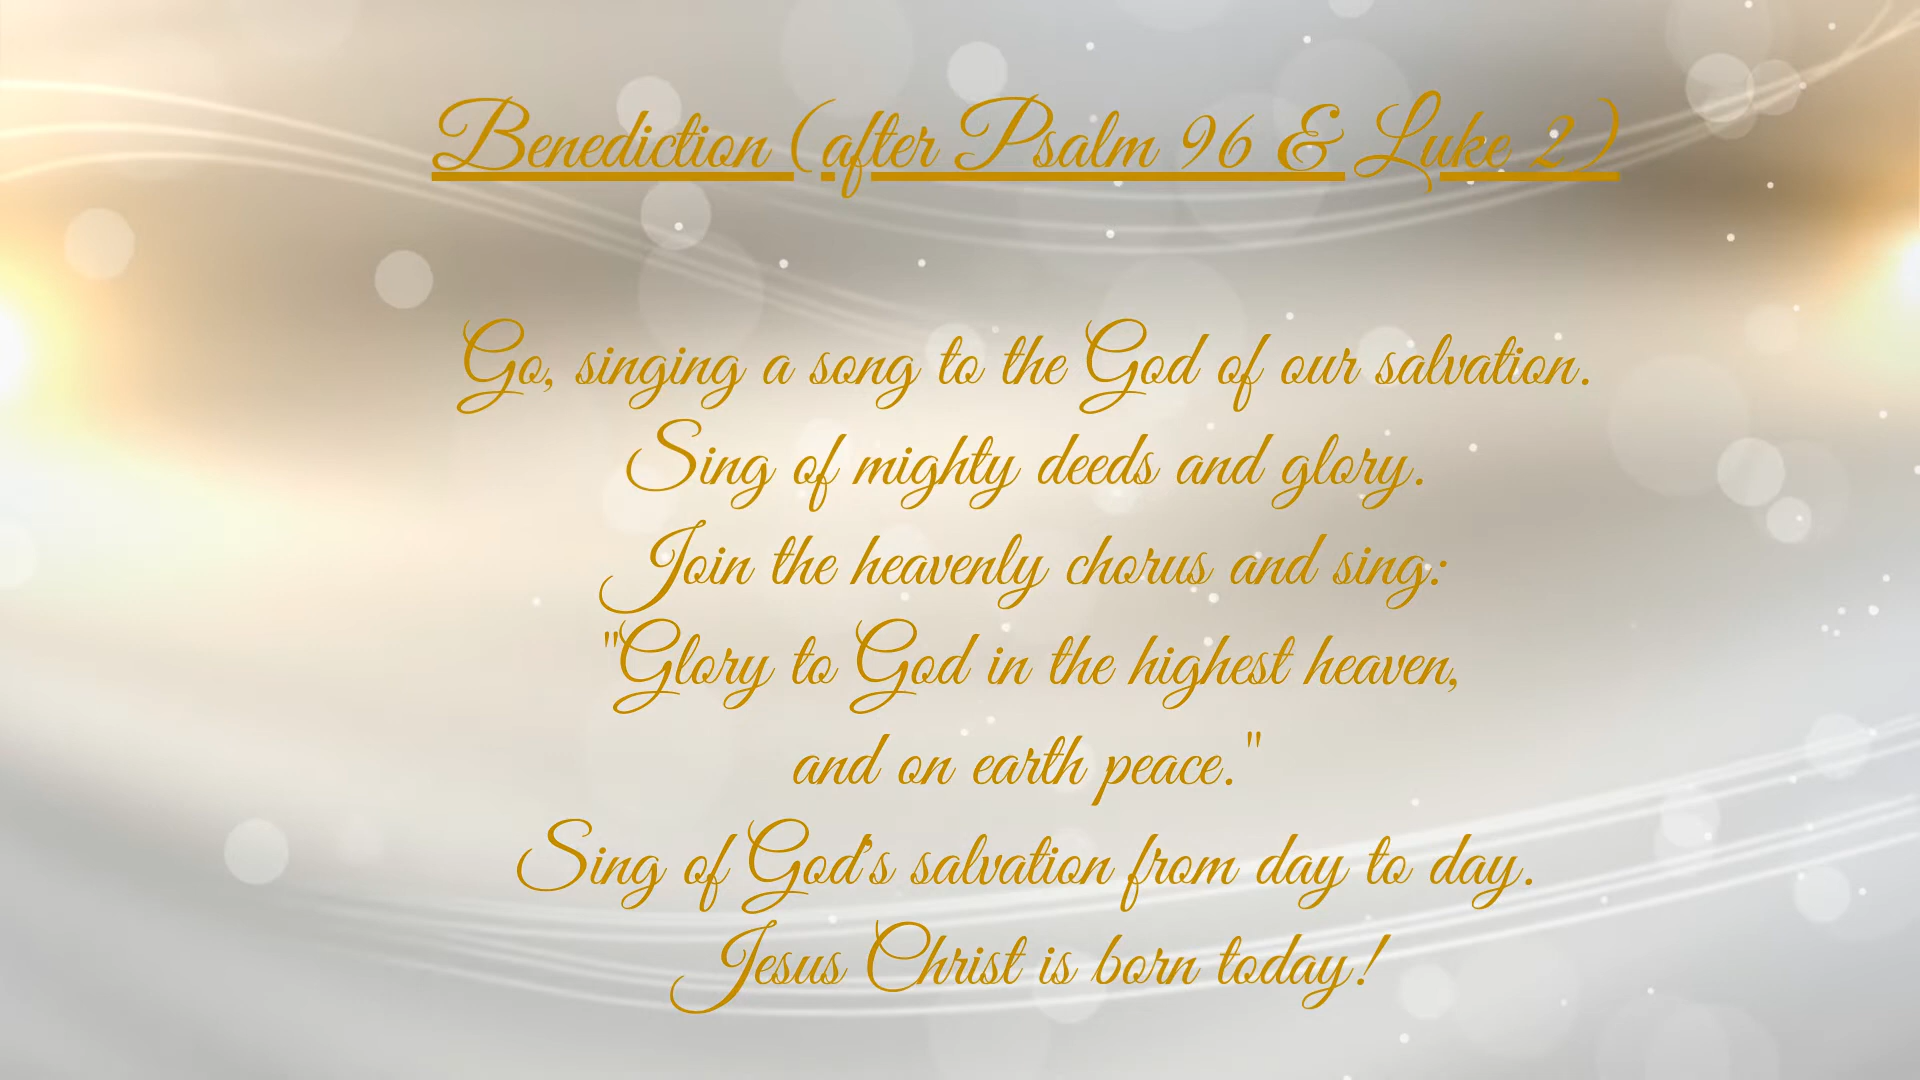 Benediction (after Psalm 96 & Luke 2)
Go, singing a song to the God of our salvation.
Sing of mighty deeds and glory.
Join the heavenly chorus and sing:
"Glory to God in the highest heaven,
and on earth peace."
Sing of God's salvation from day to day.
Jesus Christ is born today!